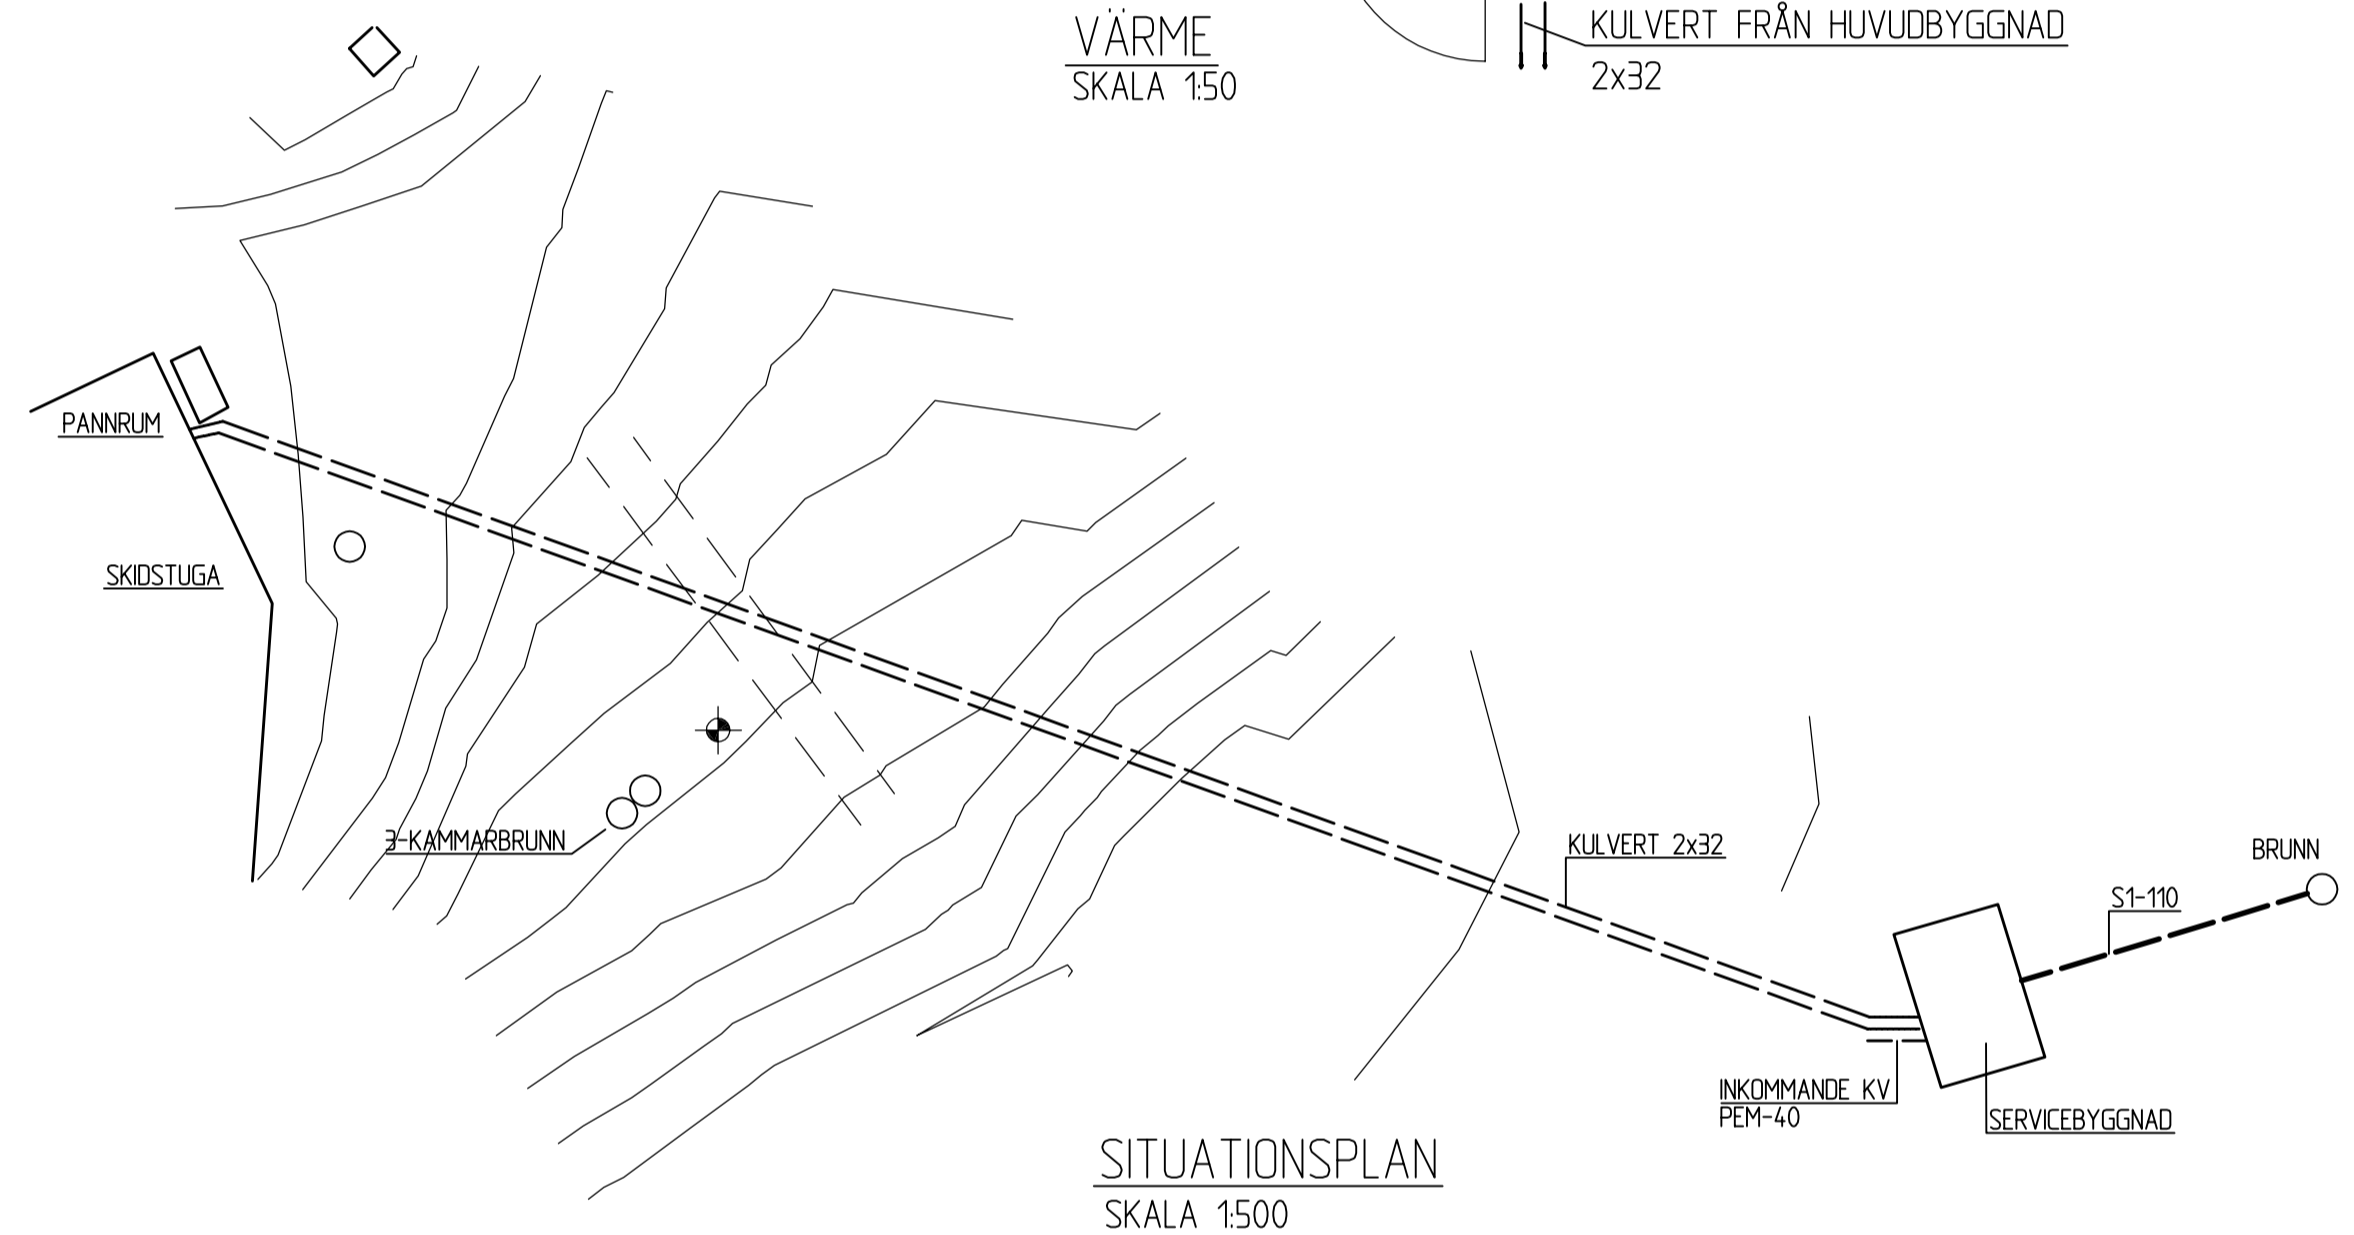 VÄRME
SKALA 1:50
KULVERT FRÅN HUVUDBYGGNAD
2x32
PANNRUM
SKIDSTUGA
3-KAMMARBRUNN
KULVERT 2x32
BRUNN
S1-110
INKOMMANDE KV
PEM-40
SERVICEBYGGNAD
SITUATIONSPLAN
SKALA 1:500